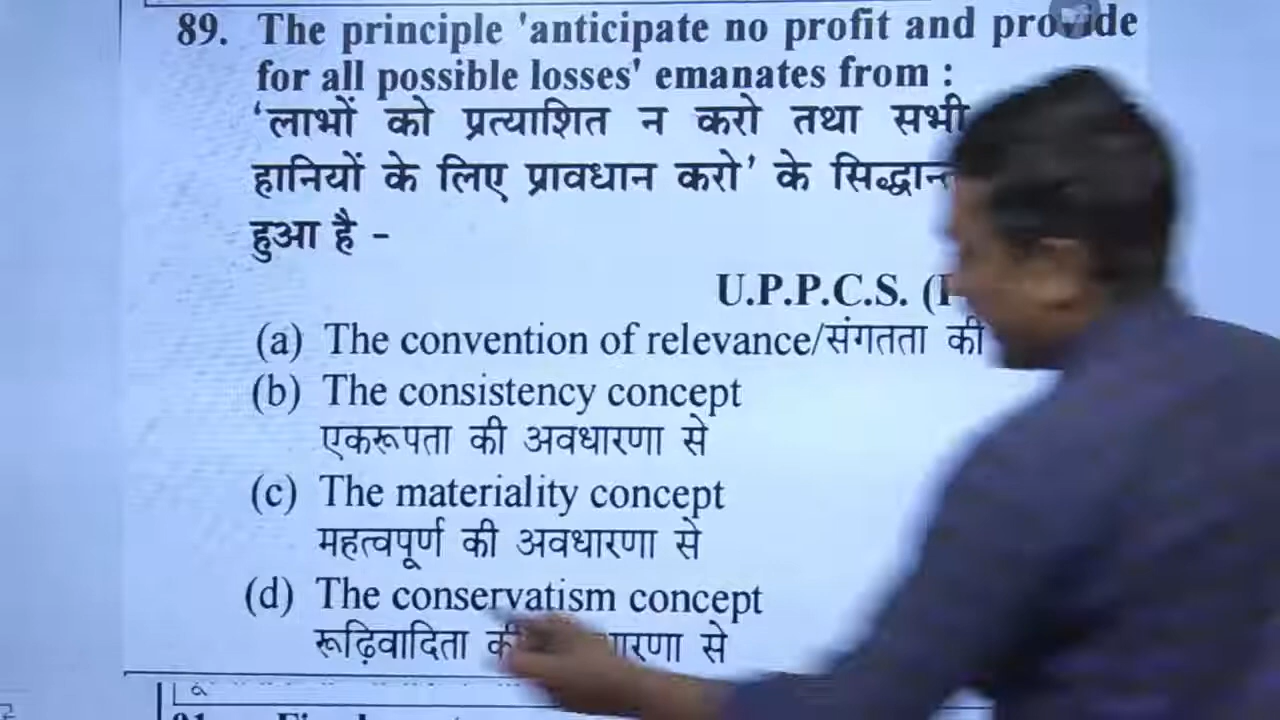 89. The principle 'anticipate no profit and provide
for all possible losses' emanates from :
'लाभों को प्रत्याशित न करो तथा सभी
हानियों के लिए प्रावधान करो' के सिद्धान्त
हुआ है -
U.P.P.C.S.
(a) The convention of relevance/संगतता की
(b) The consistency concept
एकरूपता की अवधारणा से
(c) The materiality concept
महत्वपूर्ण की अवधारणा से
(d) The conservatism concept
रूढ़िवादिता की से